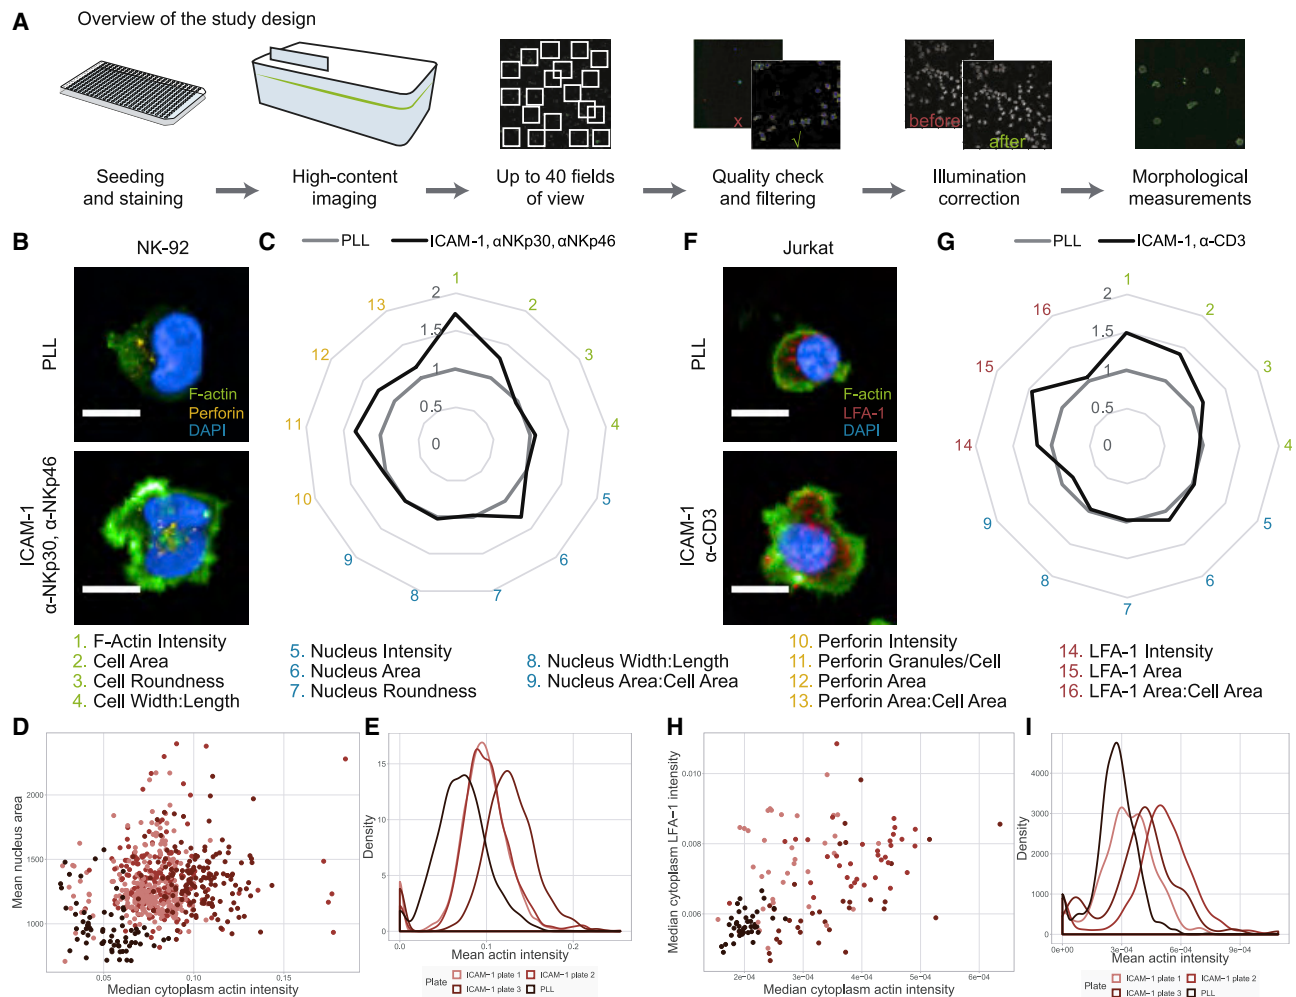 A
Overview of the study design
x
√
before
after
Seeding
and staining
High-content
imaging
Up to 40 fields
of view
Quality check
and filtering
Illumination
correction
Morphological
measurements
B
NK-92
PLL
F-actin
Perforin
DAPI
ICAM-1
α-NKp30, α-NKp46
C
PLL
ICAM-1, αNKp30, αNKp46
1
2
3
4
5
6
7
8
9
10
11
12
13
2
1.5
1
0.5
0
F
Jurkat
PLL
F-actin
LFA-1
DAPI
ICAM-1
α-CD3
G
PLL
ICAM-1, α-CD3
1
2
3
4
5
6
7
8
9
14
15
16
2
1.5
1
0.5
0
1. F-Actin Intensity
2. Cell Area
3. Cell Roundness
4. Cell Width:Length
5. Nucleus Intensity
6. Nucleus Area
7. Nucleus Roundness
8. Nucleus Width:Length
9. Nucleus Area:Cell Area
10. Perforin Intensity
11. Perforin Granules/Cell
12. Perforin Area
13. Perforin Area:Cell Area
14. LFA-1 Intensity
15. LFA-1 Area
16. LFA-1 Area:Cell Area
D
Mean nucleus area
2000
1500
1000
0.05
0.10
0.15
Median cytoplasm actin intensity
E
Density
15
10
5
0
0.0
0.1
0.2
Mean actin intensity
Plate
ICAM−1 plate 1
ICAM−1 plate 2
ICAM−1 plate 3
PLL
H
Median cytoplasm LFA−1 intensity
0.010
0.008
0.006
2e−04
3e−04
4e−04
5e−04
6e−04
Median cytoplasm actin intensity
I
Density
5000
4000
3000
2000
1000
0
0e+00
3e−04
6e−04
9e−04
Mean actin intensity
Plate
ICAM−1 plate 1
ICAM−1 plate 2
ICAM−1 plate 3
PLL